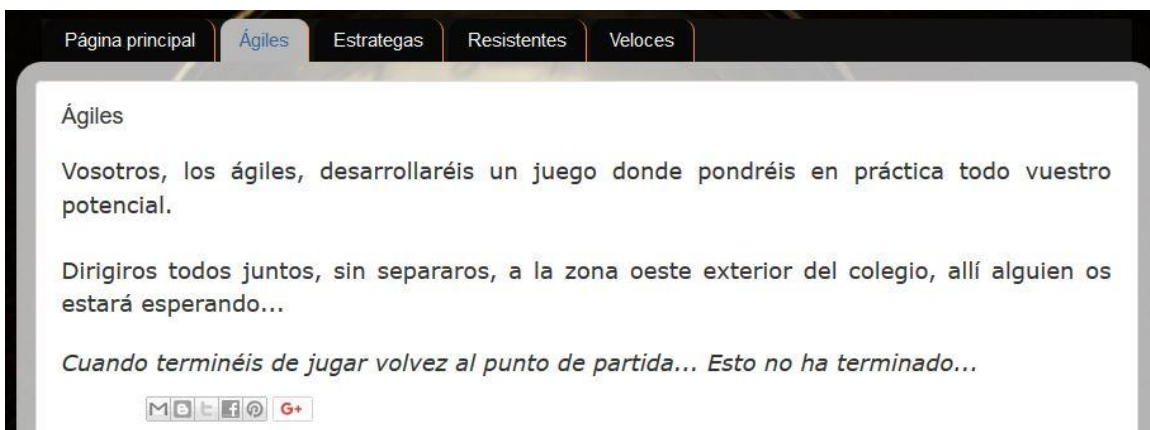 Página principal
Ágiles
Estrategas
Resistentes
Veloces
Ágiles
Vosotros, los ágiles, desarrollaréis un juego donde pondréis en práctica todo vuestro
potencial.
Dirigiros todos juntos, sin separaros, a la zona oeste exterior del colegio, allí alguien os
estará esperando...
Cuando terminéis de jugar volvez al punto de partida... Esto no ha terminado...
G+